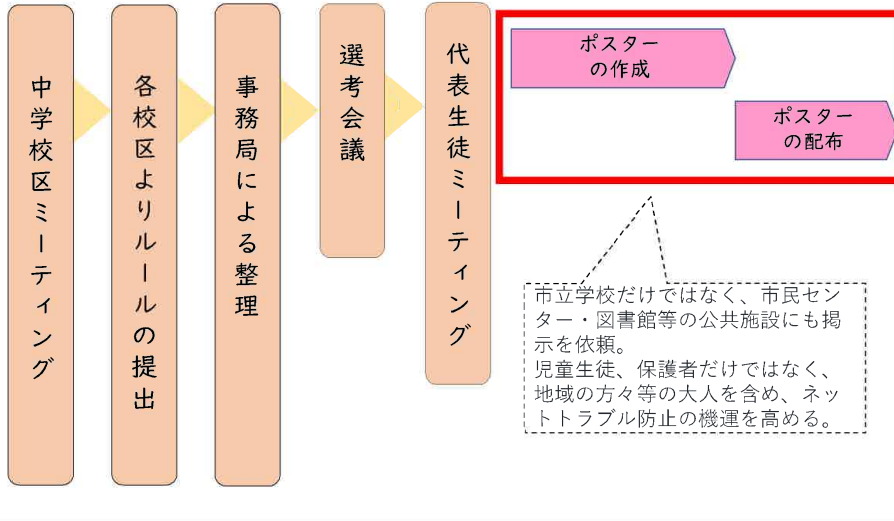 中学校区ミーティング
各校区よりルールの提出
事務局による整理
選考会議
代表生徒ミーティング
ポスター
の作成
ポスター
の配布
市立学校だけではなく、市民セン
ター・図書館等の公共施設にも掲
示を依頼。
児童生徒、保護者だけではなく、
地域の方々等の大人を含め、ネッ
トトラブル防止の機運を高める。